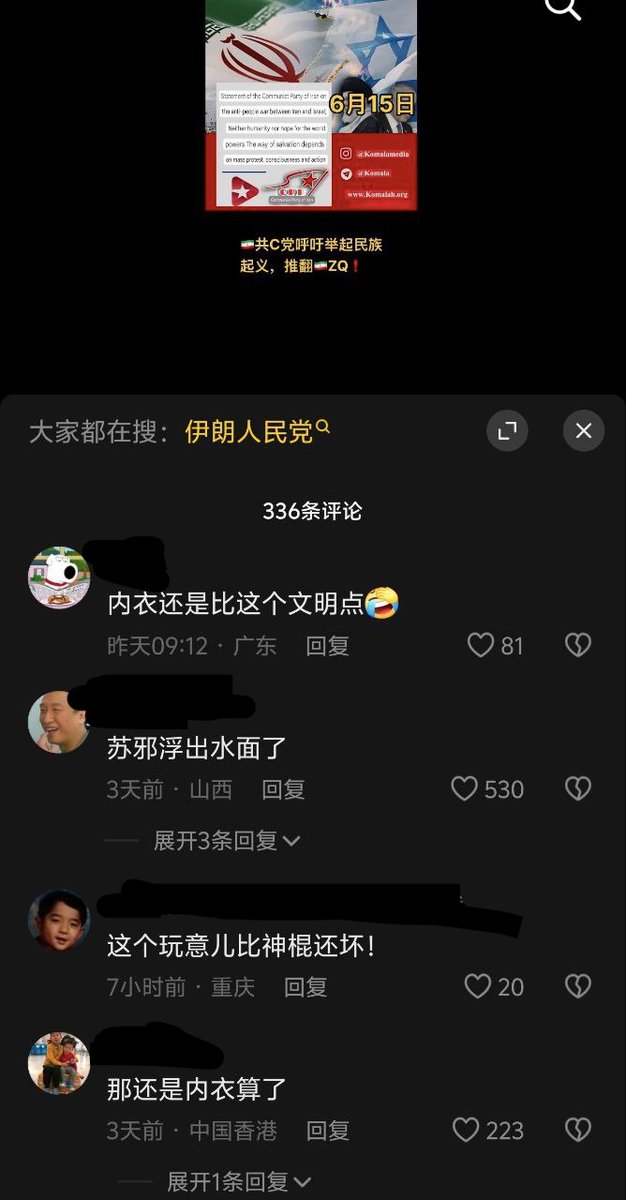 Statement of the Communist Party of Iran on
the anti-people war between Iran and Israel,
Neither humanity nor hope for the world
powers The way of salvation depends
on mass protest, consciousness and action
6月15日
@Komalamedia
@Komala
www.Komalah.org
Communist Party of Iran
🇮🇷共C党呼吁举起民族
起义，推翻🇮🇷ZQ❗
大家都在搜：伊朗人民党
336条评论
内衣还是比这个文明点🤣
昨天09:12 · 广东 回复 81
苏邪浮出水面了
3天前 · 山西 回复 530
展开3条回复
这个玩意儿比神棍还坏！
7小时前 · 重庆 回复 20
那还是内衣算了
3天前 · 中国香港 回复 223
展开1条回复